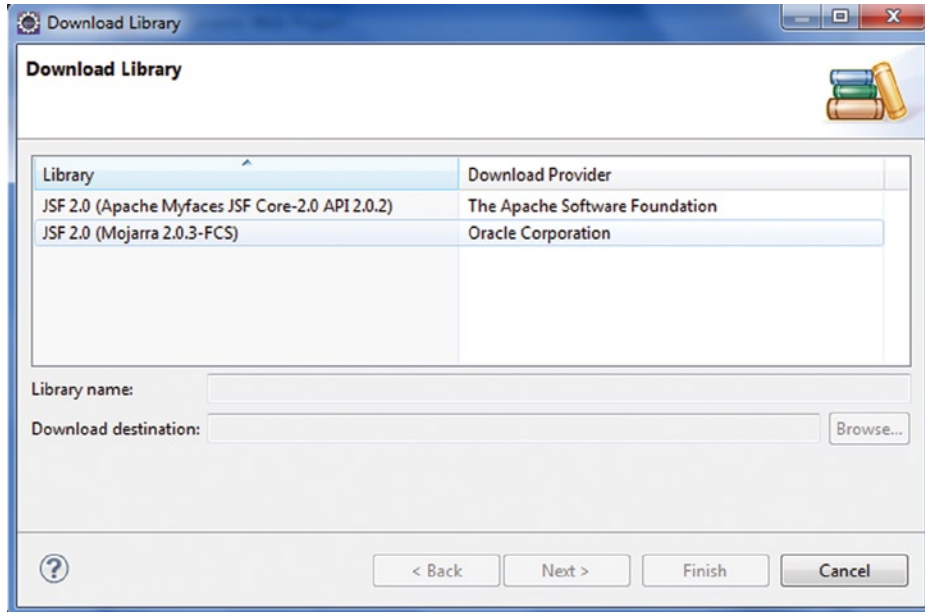 Download Library
Download Library
Library Download Provider
JSF 2.0 (Apache Myfaces JSF Core-2.0 API 2.0.2) The Apache Software Foundation
JSF 2.0 (Mojarra 2.0.3-FCS) Oracle Corporation
Library name:
Download destination: Browse...
? < Back Next > Finish Cancel